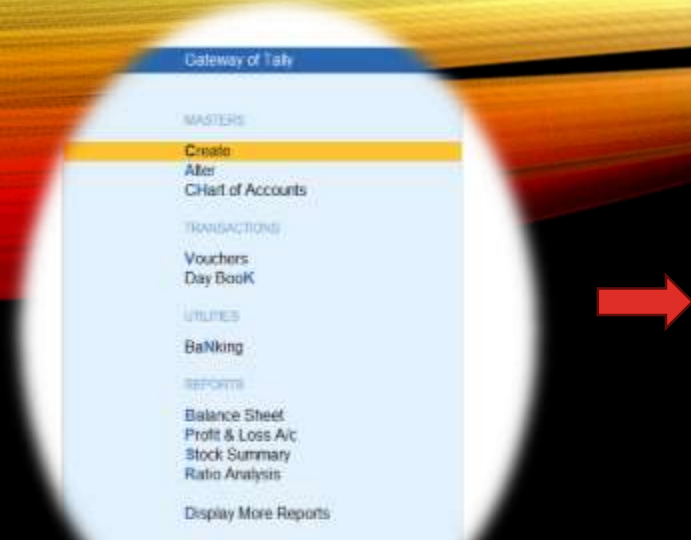 Gateway of Tally
MASTERS
Create
Alter
CHart of Accounts
TRANSACTIONS
Vouchers
Day BooK
UTILITIES
BaNking
REPORTS
Balance Sheet
Profit & Loss A/c
Stock Summary
Ratio Analysis
Display More Reports